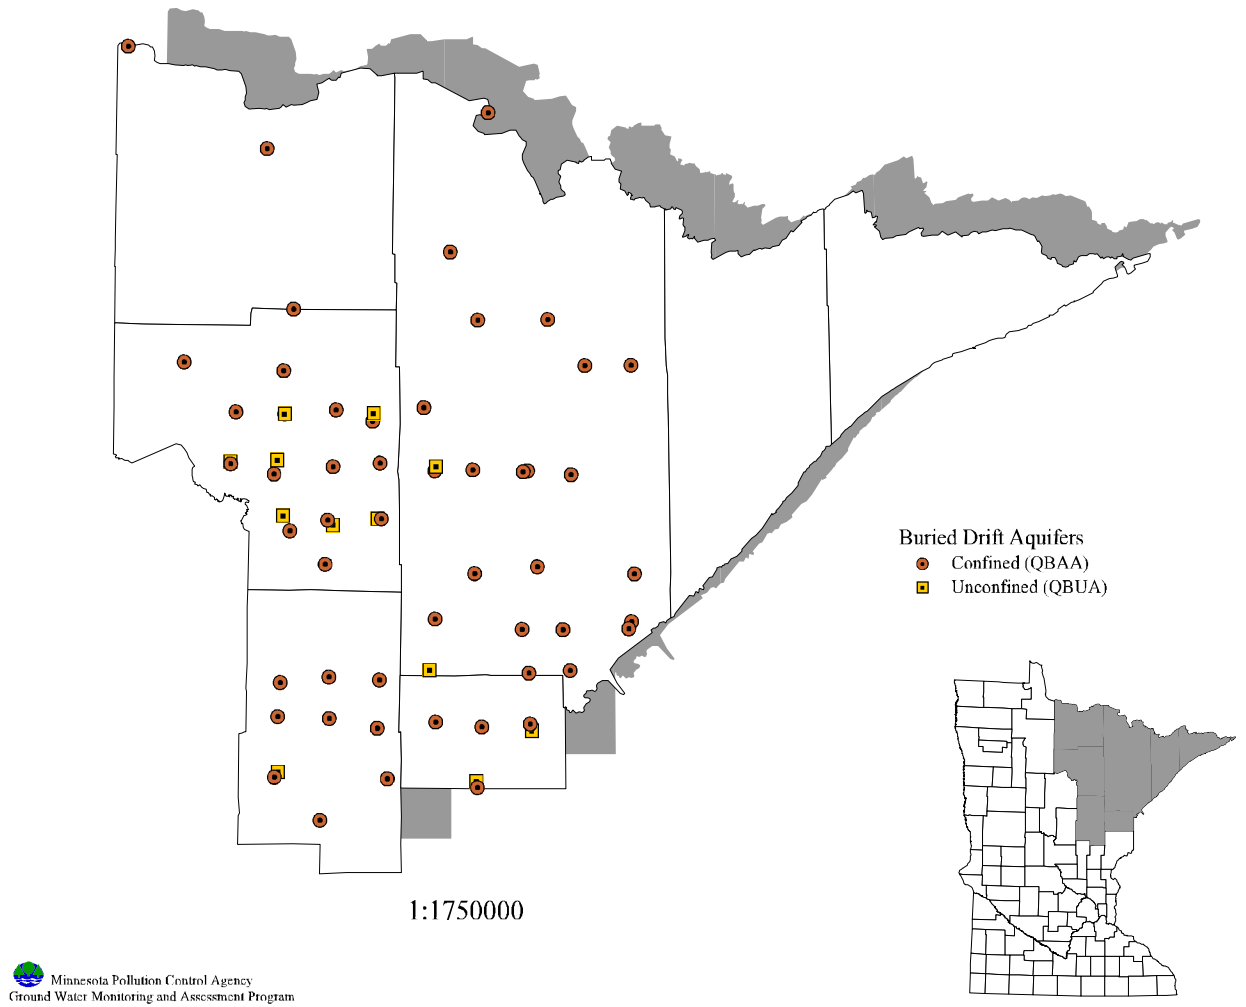 Buried Drift Aquifers
Confined (QBAA)
Unconfined (QBUA)
1:1750000
Minnesota Pollution Control Agency
Ground Water Monitoring and Assessment Program